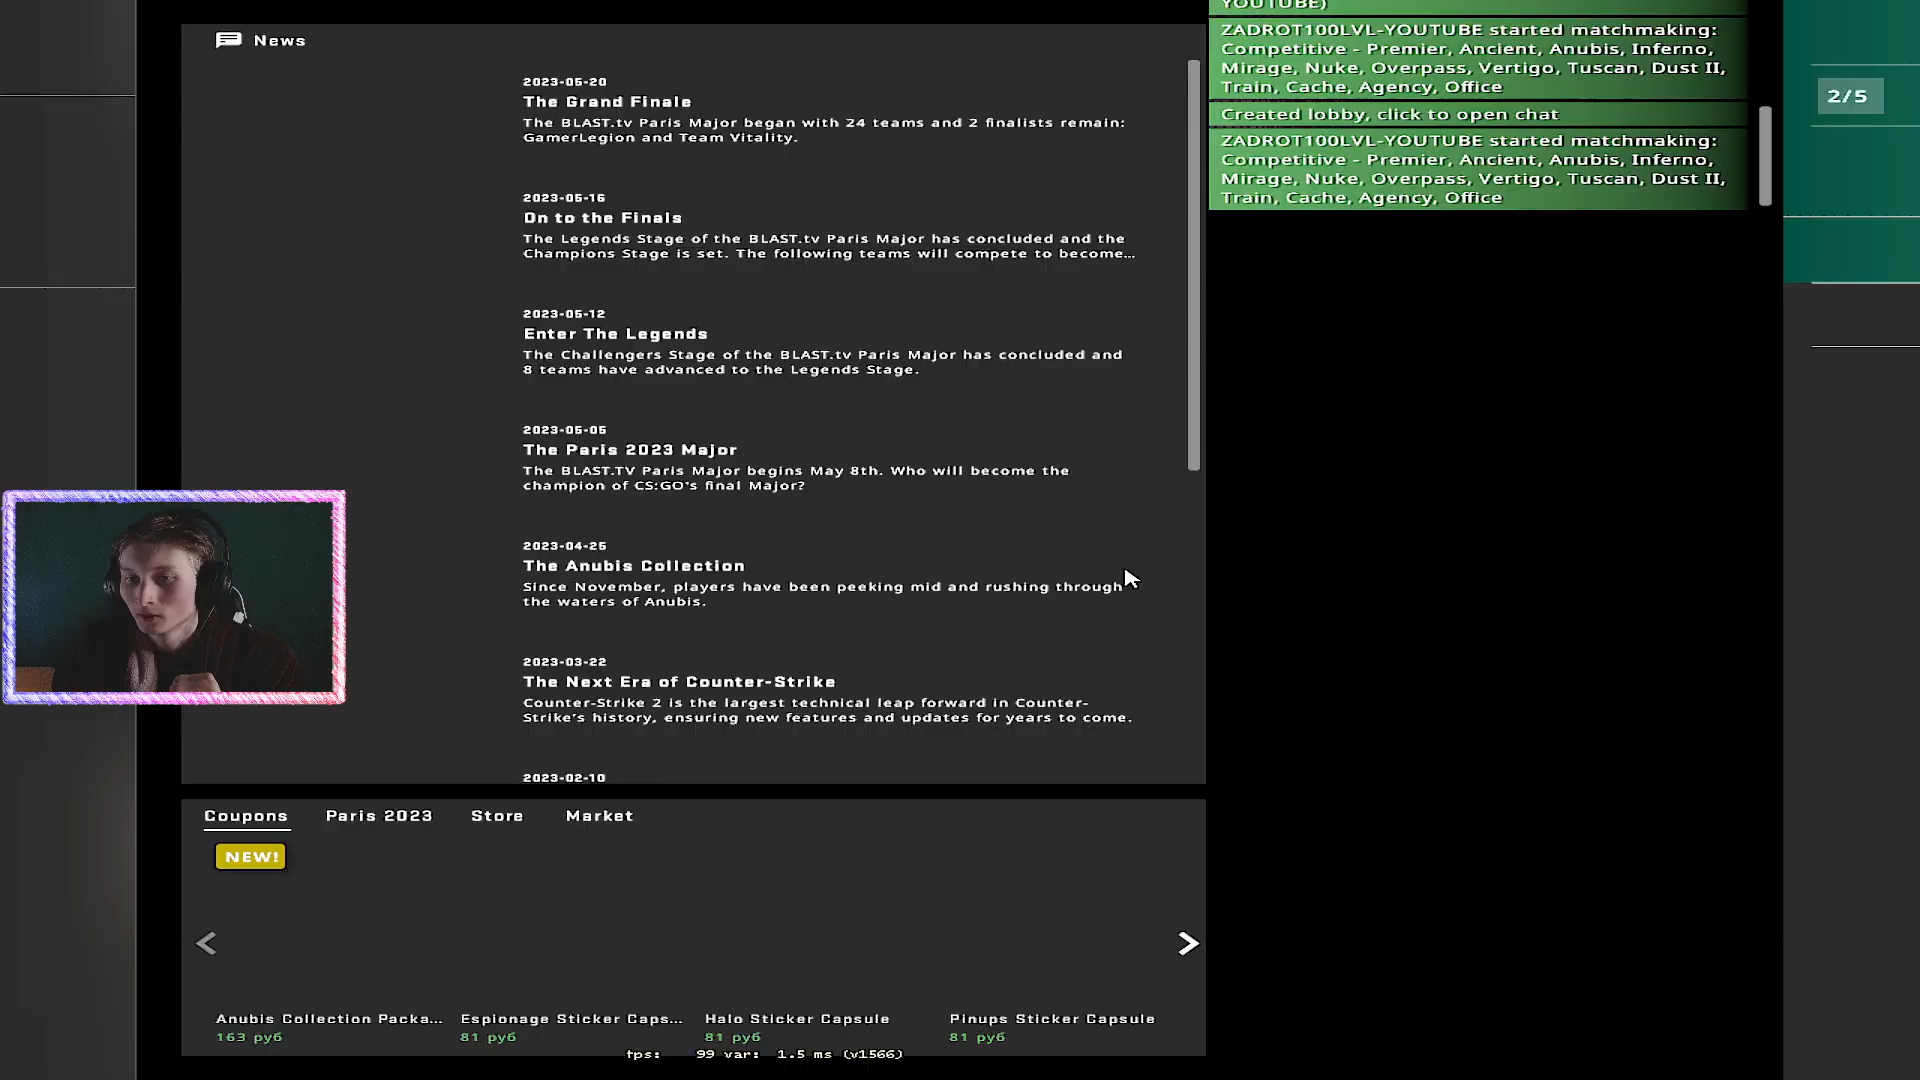 News
2023-05-20
The Grand Finale
The BLAST.tv Paris Major began with 24 teams and 2 finalists remain:
GamerLegion and Team Vitality.
2023-05-16
On to the Finals
The Legends Stage of the BLAST.tv Paris Major has concluded and the
Champions Stage is set. The following teams will compete to become...
2023-05-12
Enter The Legends
The Challengers Stage of the BLAST.tv Paris Major has concluded and
8 teams have advanced to the Legends Stage.
2023-05-05
The Paris 2023 Major
The BLAST.TV Paris Major begins May 8th. Who will become the
champion of CS:GO's final Major?
2023-04-25
The Anubis Collection
Since November, players have been peeking mid and rushing through
the waters of Anubis.
2023-03-22
The Next Era of Counter-Strike
Counter-Strike 2 is the largest technical leap forward in Counter-
Strike's history, ensuring new features and updates for years to come.
2023-02-10
Coupons Paris 2023 Store Market
NEW!
Anubis Collection Packa... Espionage Sticker Caps... Halo Sticker Capsule Pinups Sticker Capsule
163 руб 81 руб 81 руб 81 руб
fps: 99 var: 1.5 ms (v1566)
YOUTUBE)
ZADROT100LVL-YOUTUBE started matchmaking:
Competitive - Premier, Ancient, Anubis, Inferno,
Mirage, Nuke, Overpass, Vertigo, Tuscan, Dust II,
Train, Cache, Agency, Office
Created lobby, click to open chat
ZADROT100LVL-YOUTUBE started matchmaking:
Competitive - Premier, Ancient, Anubis, Inferno,
Mirage, Nuke, Overpass, Vertigo, Tuscan, Dust II,
Train, Cache, Agency, Office
2/5